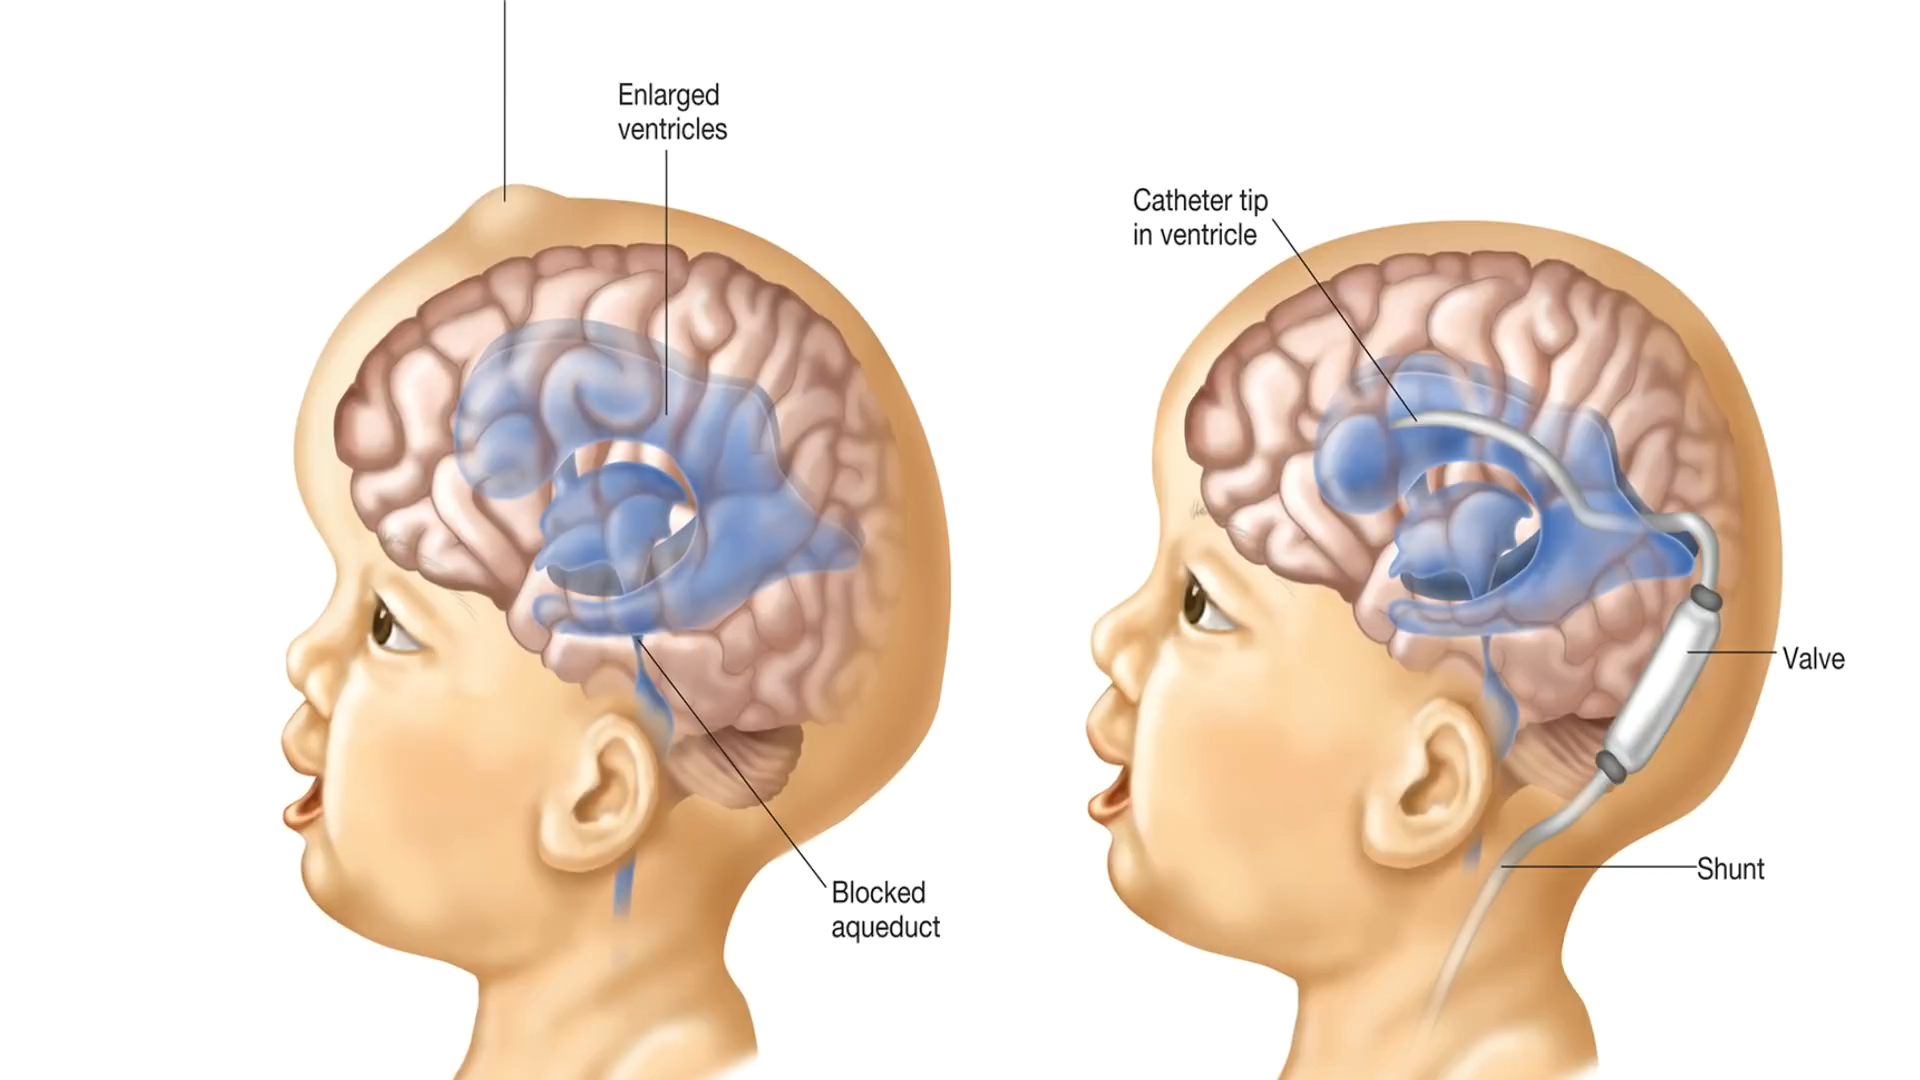 Enlarged
ventricles
Catheter tip
in ventricle
Valve
Shunt
Blocked
aqueduct